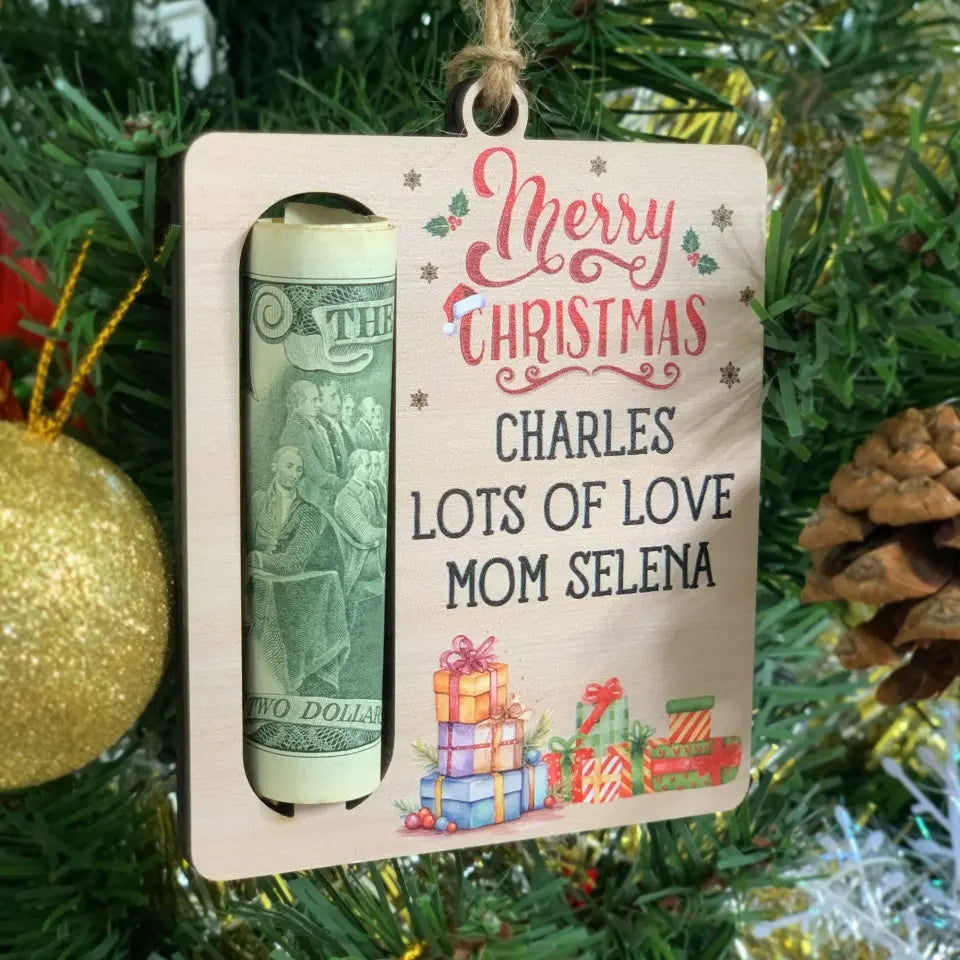 THE
TWO DOLLAR
Merry
CHRISTMAS
CHARLES
LOTS OF LOVE
MOM SELENA